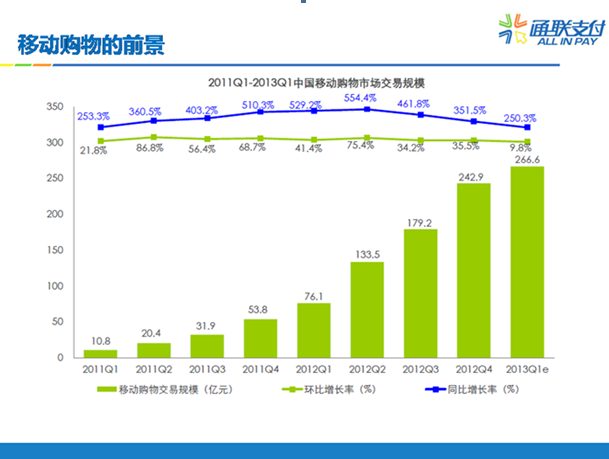 移动购物的前景
通联支付
ALL IN PAY
2011Q1-2013Q1中国移动购物市场交易规模
350
300
250
200
150
100
50
0
253.3% 360.5% 403.2% 510.3% 529.2% 554.4% 461.8% 351.5% 250.3%
21.8% 86.8% 56.4% 68.7% 41.4% 75.4% 34.2% 35.5% 9.8%
10.8 20.4 31.9 53.8 76.1 133.5 179.2 242.9 266.6
2011Q1 2011Q2 2011Q3 2011Q4 2012Q1 2012Q2 2012Q3 2012Q4 2013Q1e
移动购物交易规模（亿元） 环比增长率（%） 同比增长率（%）